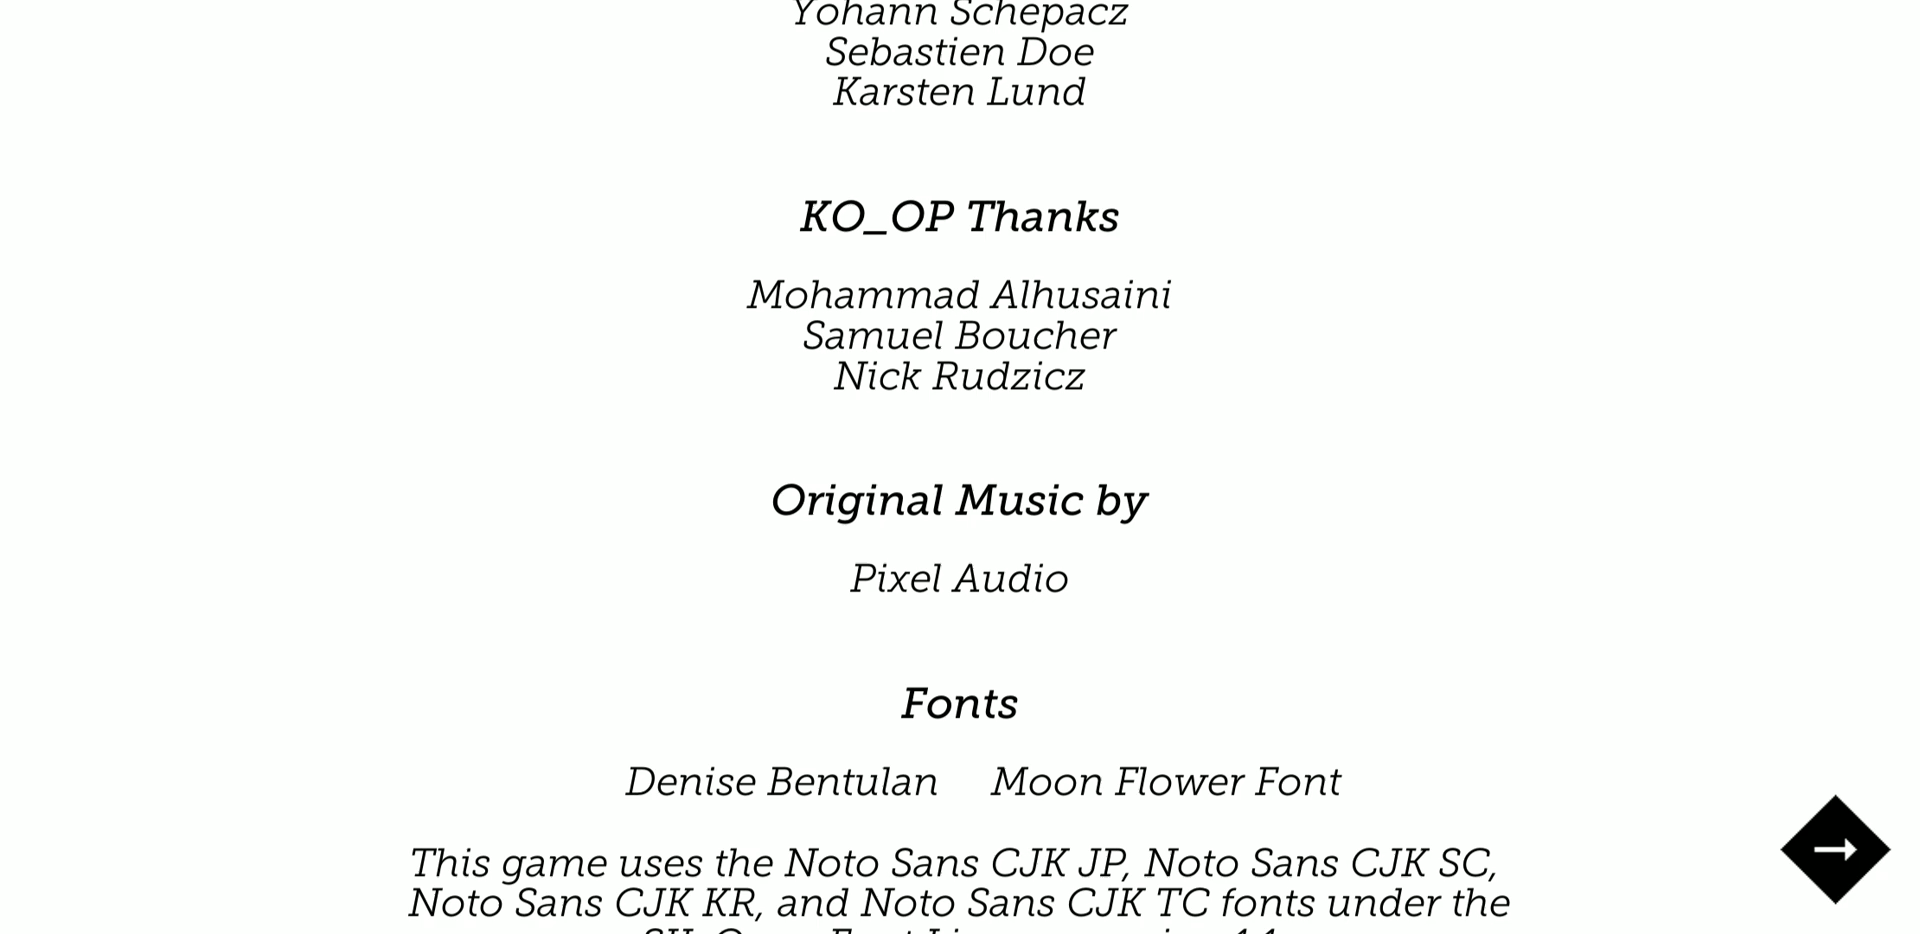 Yohann Schepacz
Sebastien Doe
Karsten Lund
KO_OP Thanks
Mohammad Alhusaini
Samuel Boucher
Nick Rudzicz
Original Music by
Pixel Audio
Fonts
Denise Bentulan Moon Flower Font
This game uses the Noto Sans CJK JP, Noto Sans CJK SC,
Noto Sans CJK KR, and Noto Sans CJK TC fonts under the